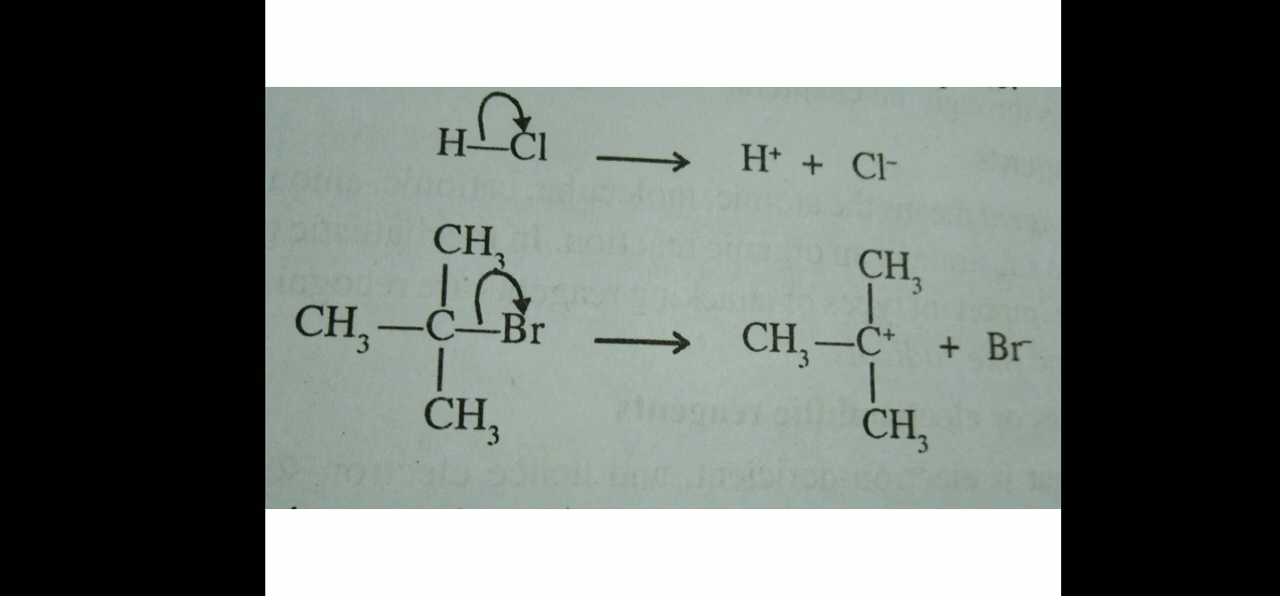 H—Cl ⟶ H⁺ + Cl⁻
CH₃ CH₃
CH₃—C—Br ⟶ CH₃—C⁺ + Br⁻
CH₃ CH₃